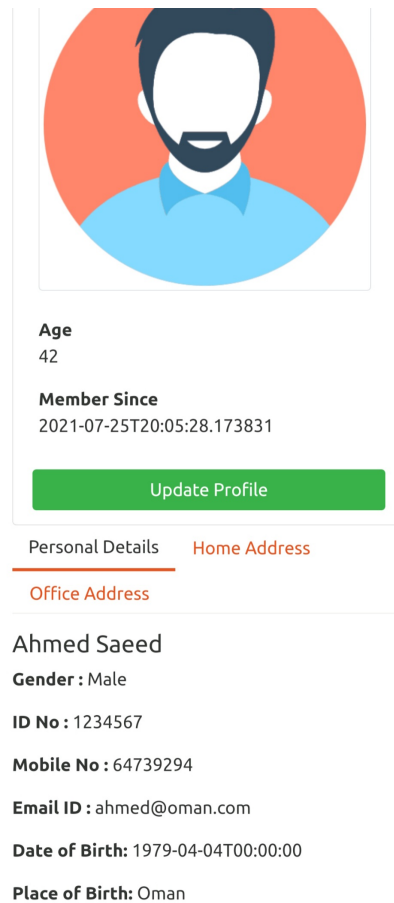 Age
42
Member Since
2021-07-25T20:05:28.173831
Update Profile
Personal Details Home Address
Office Address
Ahmed Saeed
Gender : Male
ID No : 1234567
Mobile No : 64739294
Email ID : ahmed@oman.com
Date of Birth: 1979-04-04T00:00:00
Place of Birth: Oman